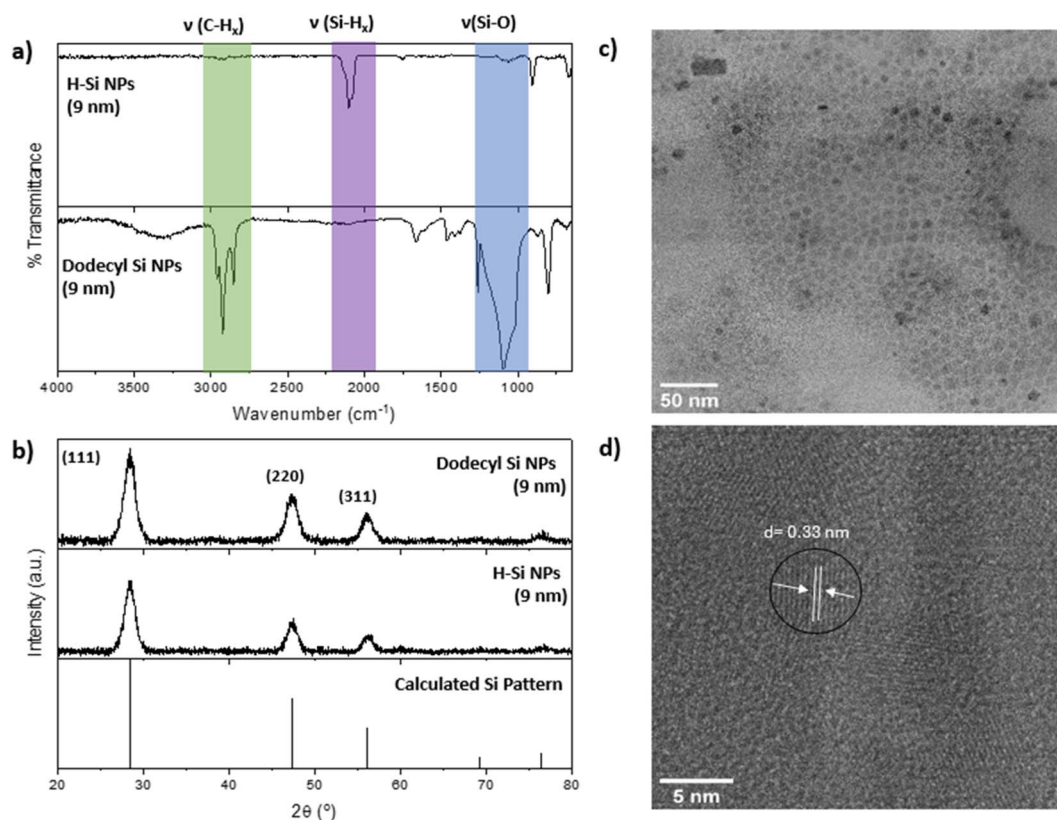 a)
ν (C-Hₓ)
ν (Si-Hₓ)
ν(Si-O)
H-Si NPs
(9 nm)
Dodecyl Si NPs
(9 nm)
% Transmittance
4000 3500 3000 2500 2000 1500 1000
Wavenumber (cm⁻¹)
b)
(111)
(220)
(311)
Dodecyl Si NPs
(9 nm)
H-Si NPs
(9 nm)
Calculated Si Pattern
Intensity (a.u.)
20 30 40 50 60 70 80
2θ (°)
c)
50 nm
d)
d= 0.33 nm
5 nm